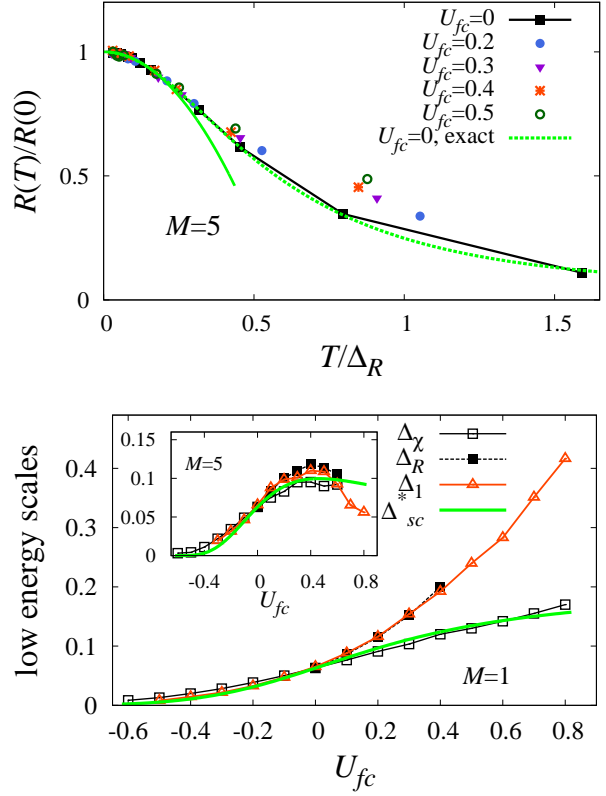 R(T)/R(0)
1
0.5
0
0
0.5
1
1.5
T/Δ_R
M=5
U_fc=0
U_fc=0.2
U_fc=0.3
U_fc=0.4
U_fc=0.5
U_fc=0, exact
low energy scales
0.4
0.3
0.2
0.1
0
-0.6
-0.4
-0.2
0
0.2
0.4
0.6
0.8
U_fc
M=1
Δ_χ
Δ_R
Δ_1
Δ*_sc
0.15
0.1
0.05
0
-0.4
0
0.4
0.8
U_fc
M=5